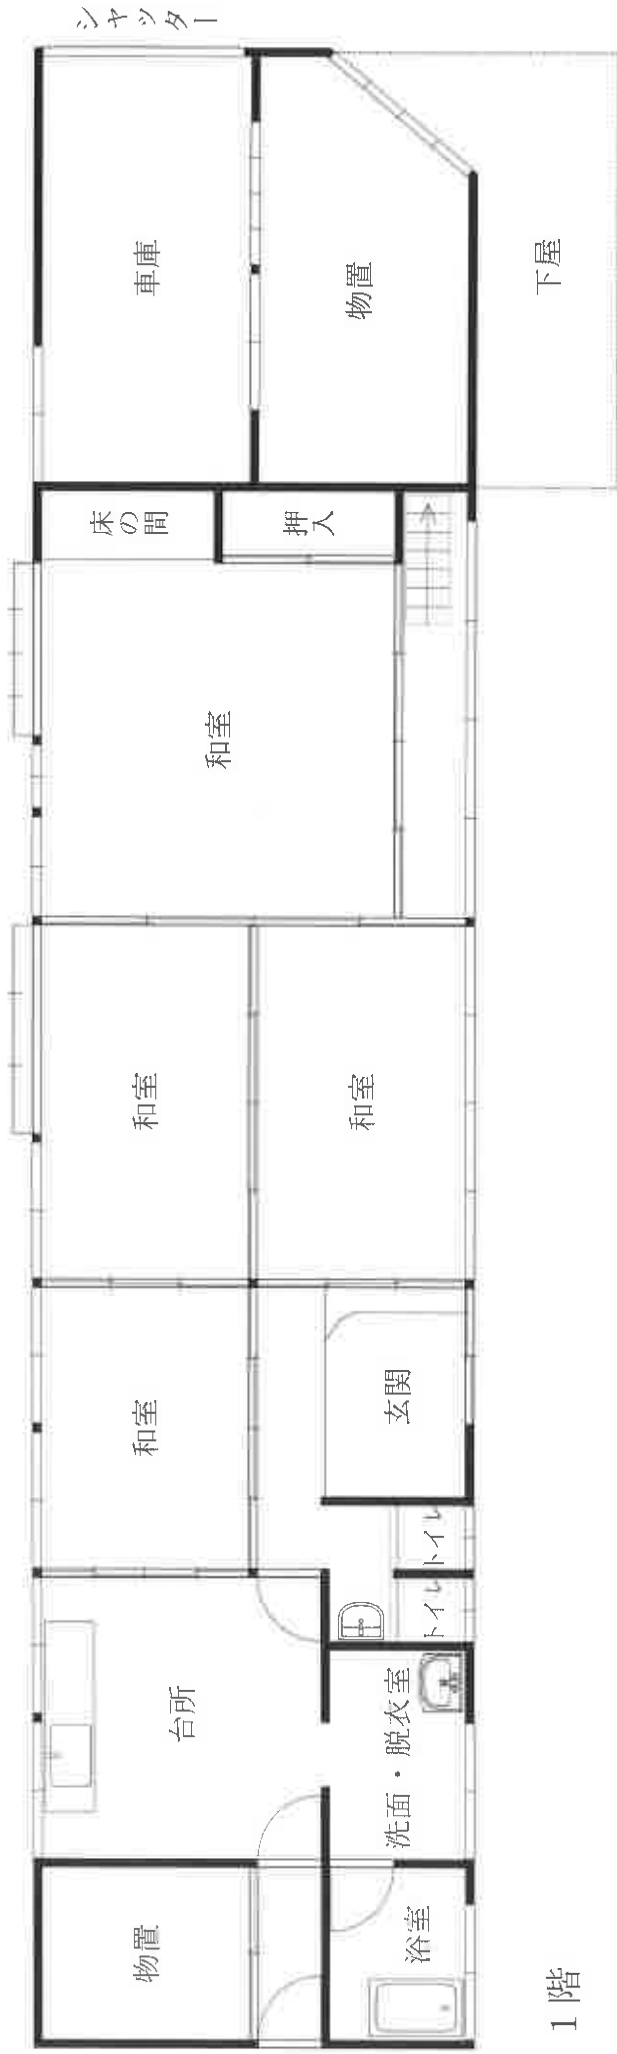 シャッター
車庫
物置
下屋
床の間
押入
和室
和室
和室
和室
玄関
トイレ
トイレ
台所
洗面・脱衣室
物置
浴室
1階